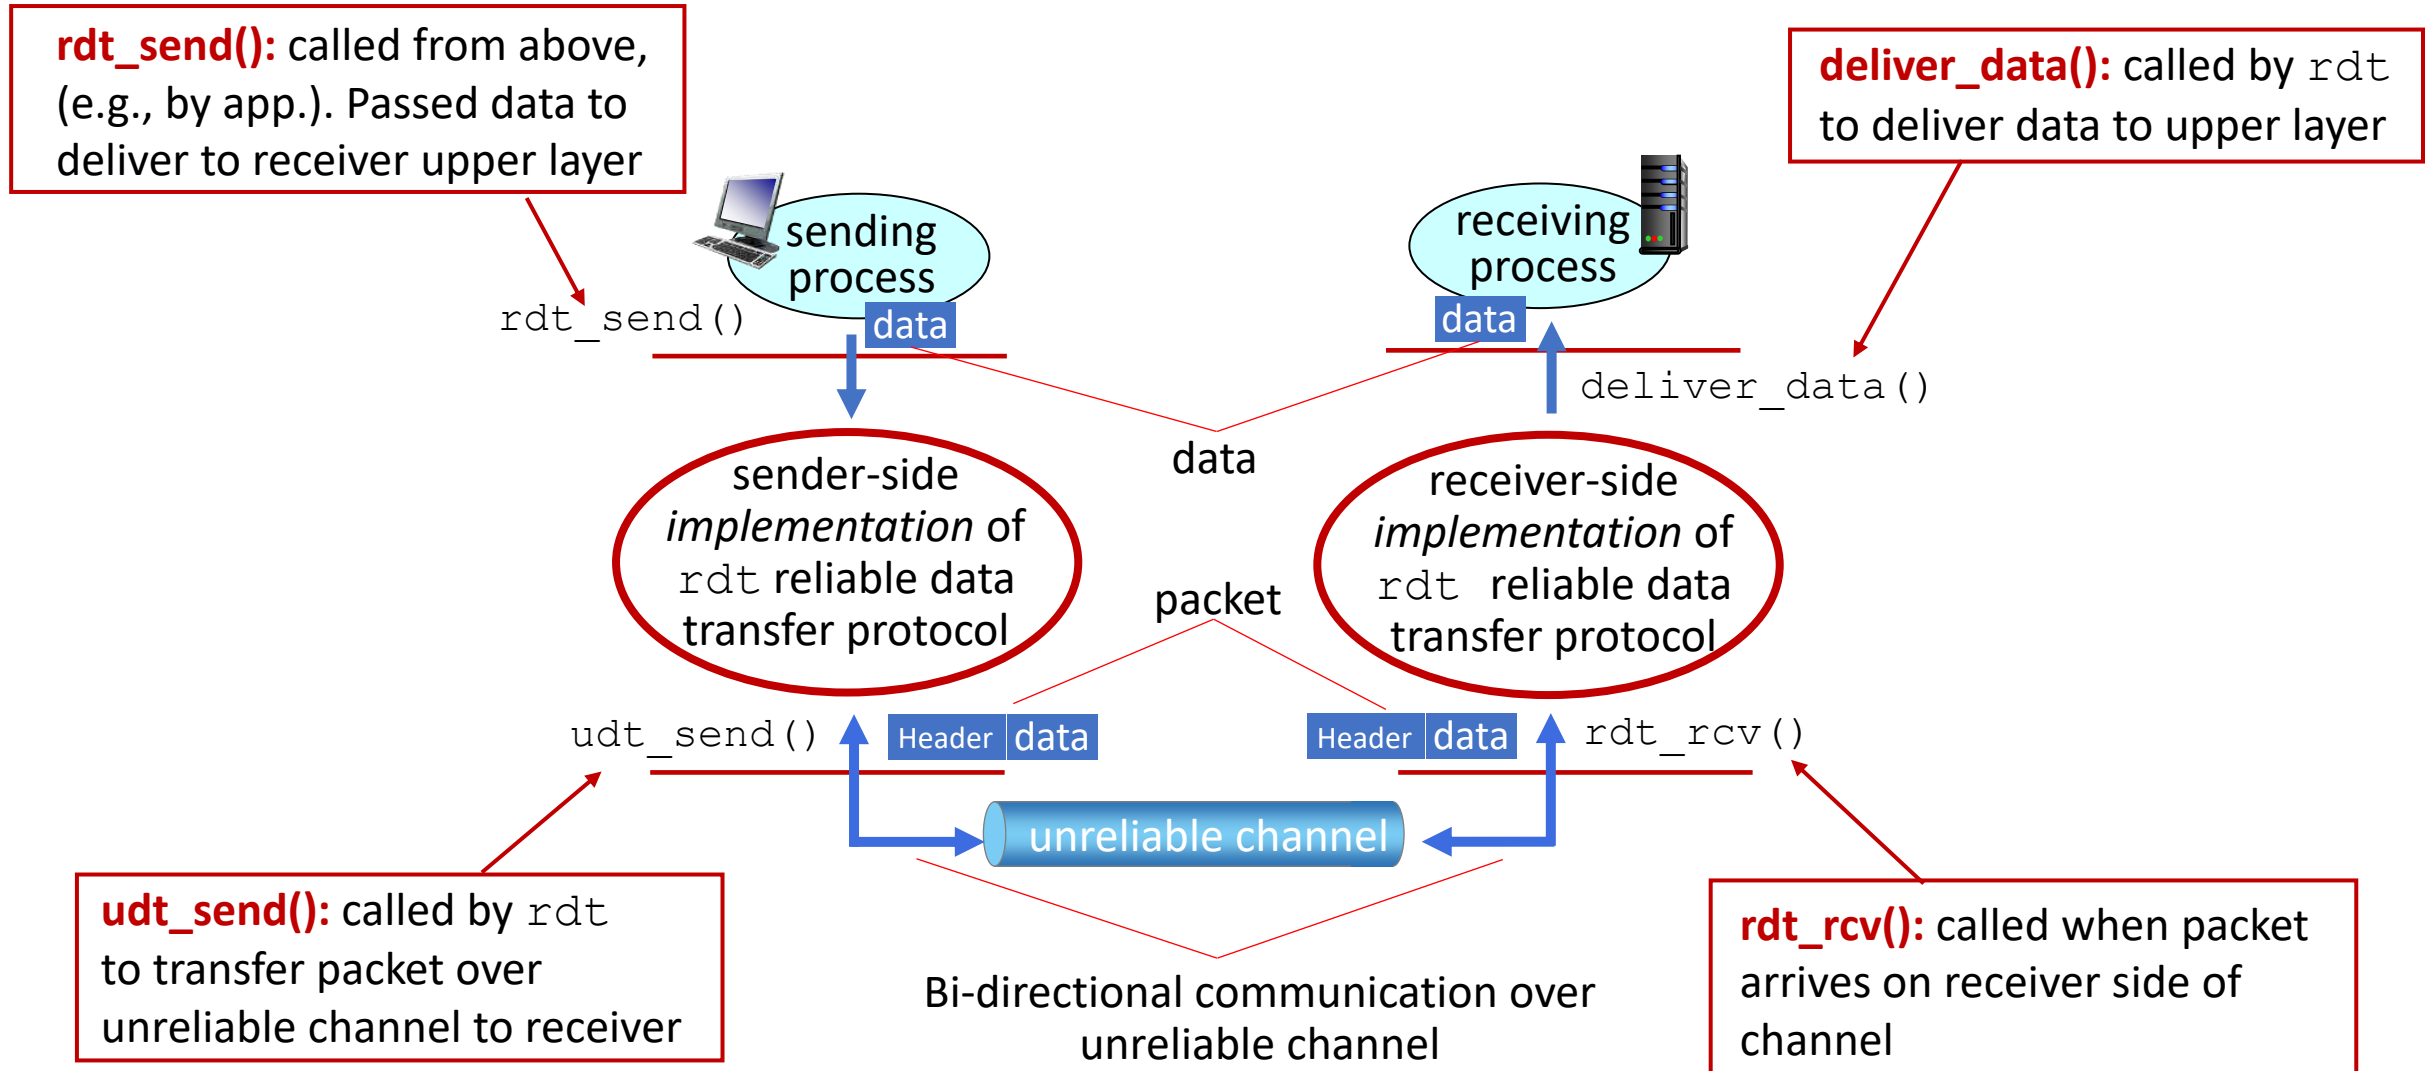 rdt_send(): called from above,
(e.g., by app.). Passed data to
deliver to receiver upper layer
deliver_data(): called by rdt
to deliver data to upper layer
sending
process
receiving
process
rdt_send()
data
data
deliver_data()
data
sender-side
implementation of
rdt reliable data
transfer protocol
receiver-side
implementation of
rdt reliable data
transfer protocol
packet
udt_send()
Header data
Header data
rdt_rcv()
unreliable channel
udt_send(): called by rdt
to transfer packet over
unreliable channel to receiver
Bi-directional communication over
unreliable channel
rdt_rcv(): called when packet
arrives on receiver side of
channel